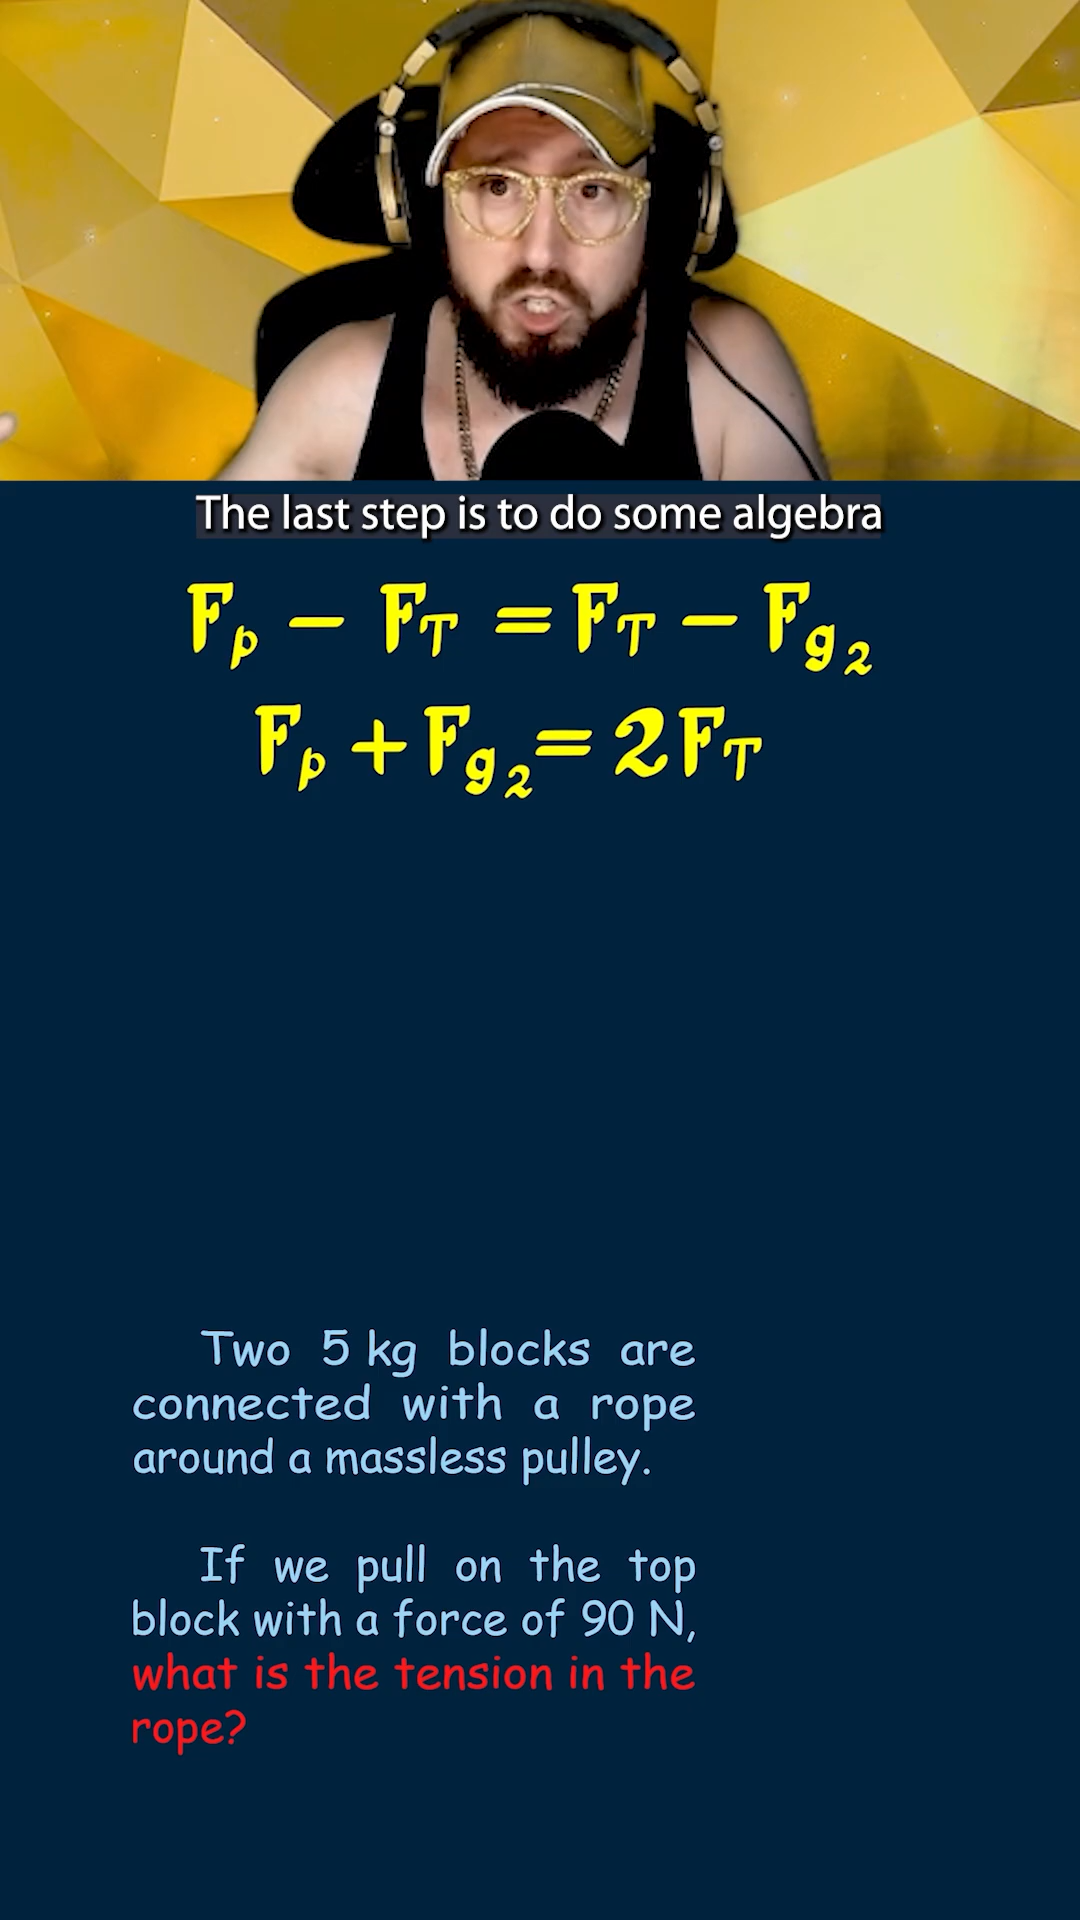 The last step is to do some algebra
Fp − FT = FT − Fg2
Fp + Fg2 = 2FT
Two 5 kg blocks are
connected with a rope
around a massless pulley.
If we pull on the top
block with a force of 90 N,
what is the tension in the
rope?